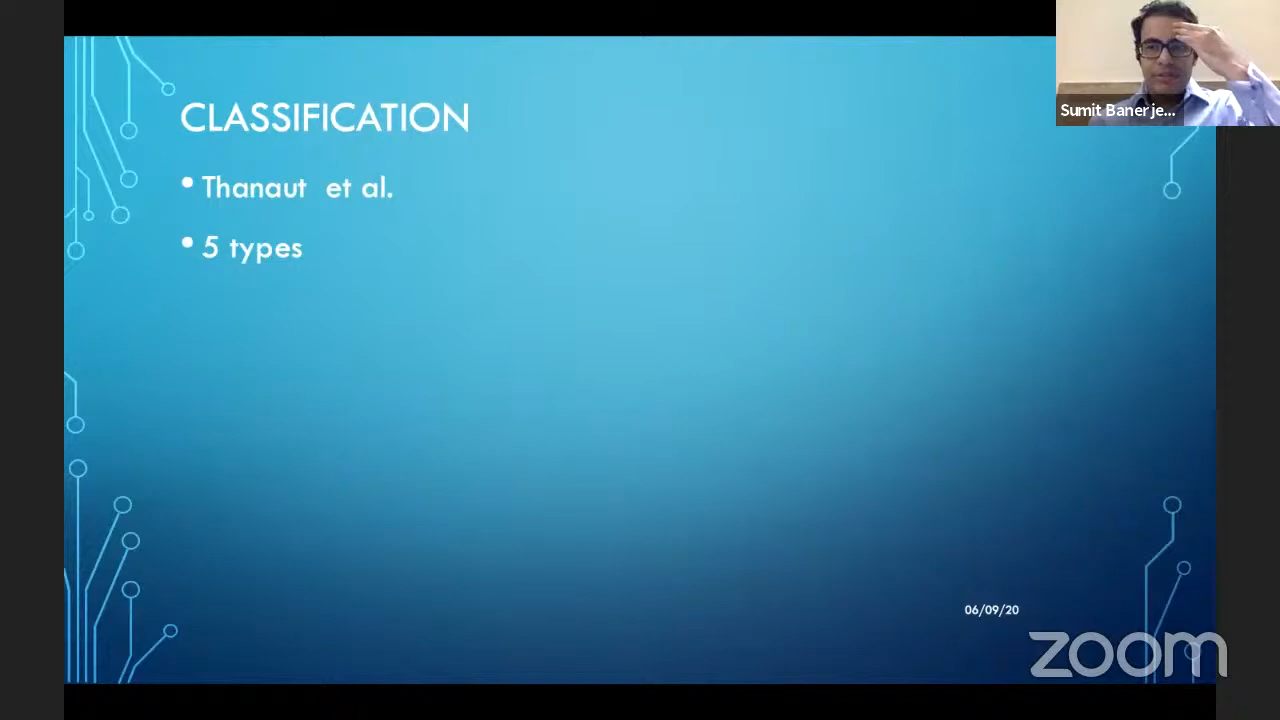 CLASSIFICATION
• Thanaut et al.
• 5 types
Sumit Banerje...
06/09/20
zoom